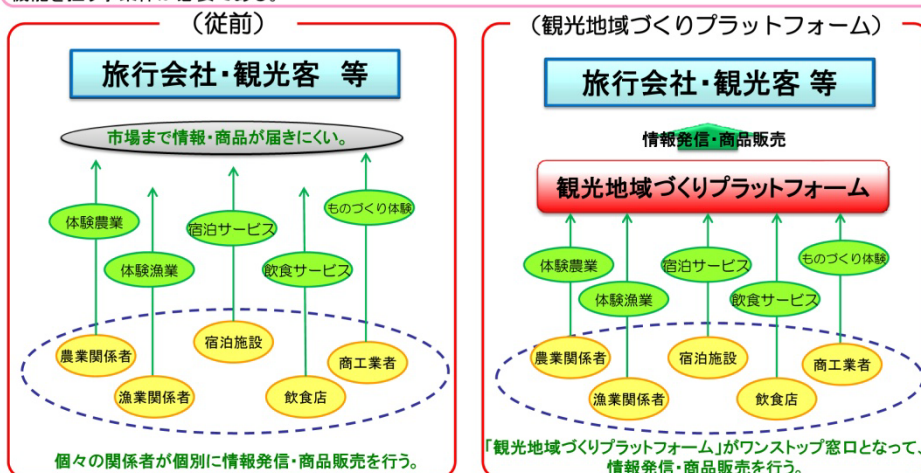 (従前)
旅行会社・観光客 等
市場まで情報・商品が届きにくい。
体験農業
体験漁業
宿泊サービス
飲食サービス
ものづくり体験
農業関係者
漁業関係者
宿泊施設
飲食店
商工業者
個々の関係者が個別に情報発信・商品販売を行う。
(観光地域づくりプラットフォーム)
旅行会社・観光客 等
情報発信・商品販売
観光地域づくりプラットフォーム
体験農業
体験漁業
宿泊サービス
飲食サービス
ものづくり体験
農業関係者
漁業関係者
宿泊施設
飲食店
商工業者
「観光地域づくりプラットフォーム」がワンストップ窓口となって、
情報発信・商品販売を行う。